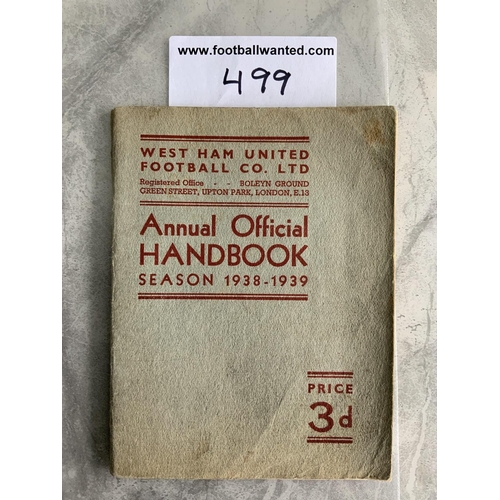 www.footballwanted.com
499
WEST HAM UNITED
FOOTBALL CO. LTD
Registered Office - - BOLEYN GROUND
GREEN STREET, UPTON PARK, LONDON, E.13
Annual Official
HANDBOOK
SEASON 1938-1939
PRICE
3d